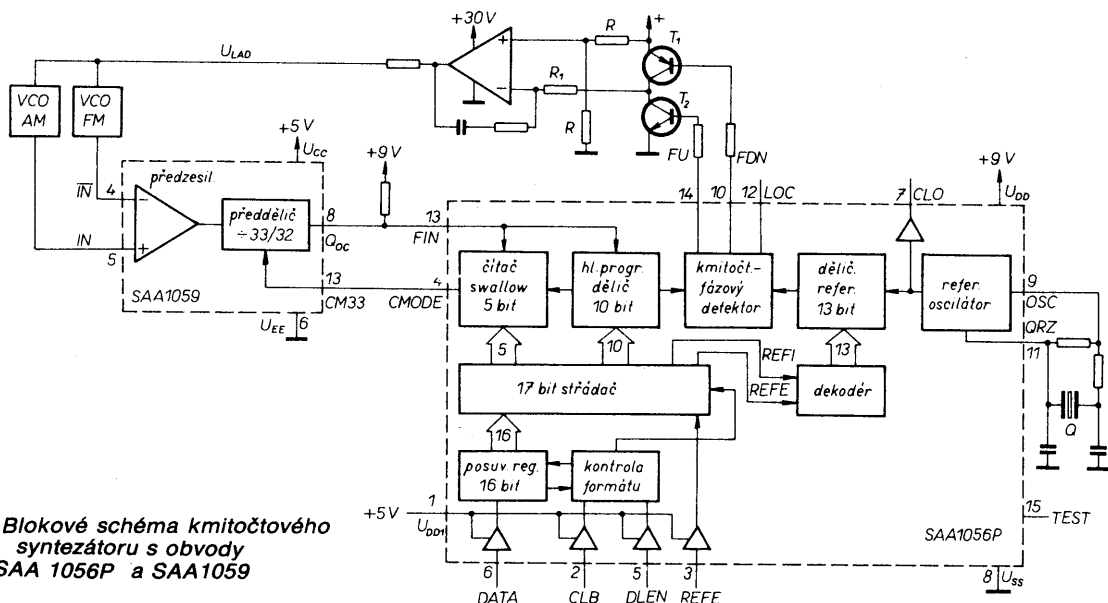 +30V
U_LAD
+
-
R
R₁
R
+
T₁
T₂
FU
FDN
VCO
AM
VCO
FM
+5V
U_CC
+9V
předzesil.
IN 4
-
IN
5
+
předdělič
÷33/32
8
Q_OC
13
CM33
SAA1059
U_EE 6
13
FIN
4
CMODE
14
10
12 LOC
7 CLO
+9V
U_DD
čítač
swallow
5 bit
hl. progr.
dělič
10 bit
kmitočt.-
fázový
detektor
dělič.
refer.
13 bit
refer.
oscilátor
9
OSC
QRZ
11
Q
5
10
13
REFI
REFE
17 bit střádač
dekodér
16
posuv. reg.
16 bit
kontrola
formátu
+5V
1
U_DD1
6
2
5
3
DATA
CLB
DLEN
REFE
15
TEST
SAA1056P
8
U_SS
Blokové schéma kmitočtového
syntezátoru s obvody
SAA 1056P a SAA1059